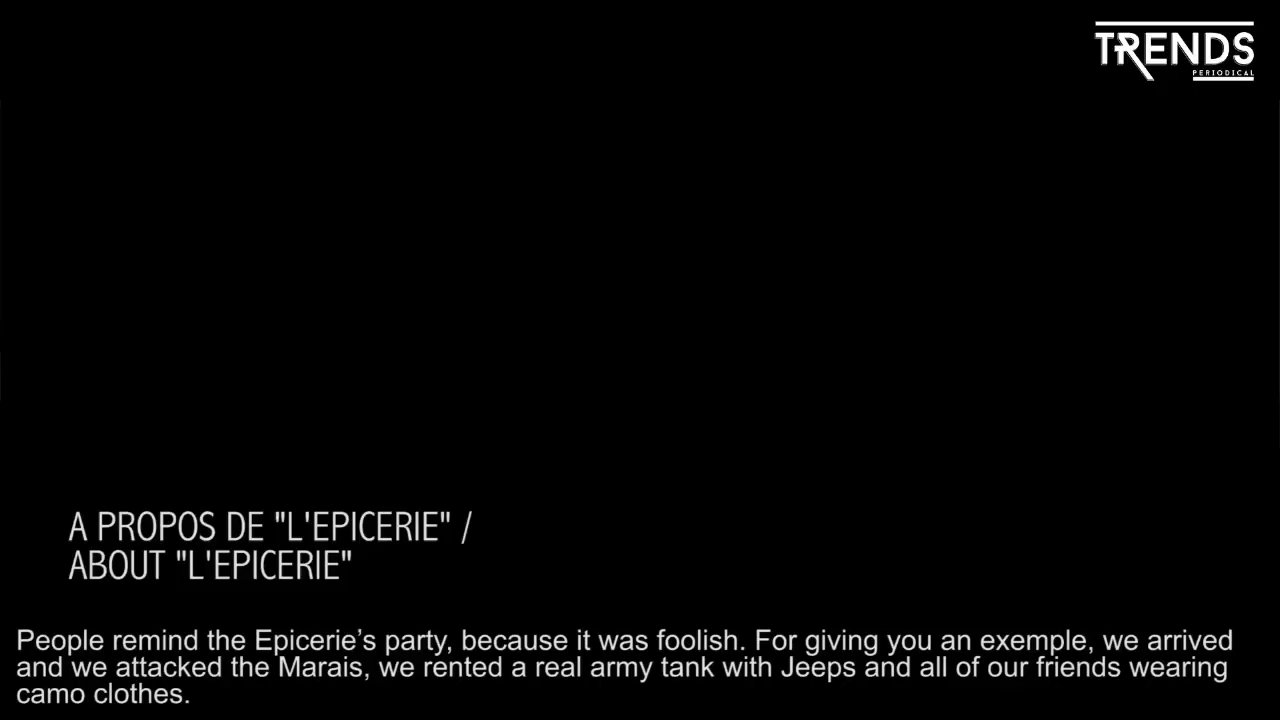 TRENDS
PERIODICAL
A PROPOS DE "L'EPICERIE" /
ABOUT "L'EPICERIE"
People remind the Epicerie’s party, because it was foolish. For giving you an exemple, we arrived
and we attacked the Marais, we rented a real army tank with Jeeps and all of our friends wearing
camo clothes.